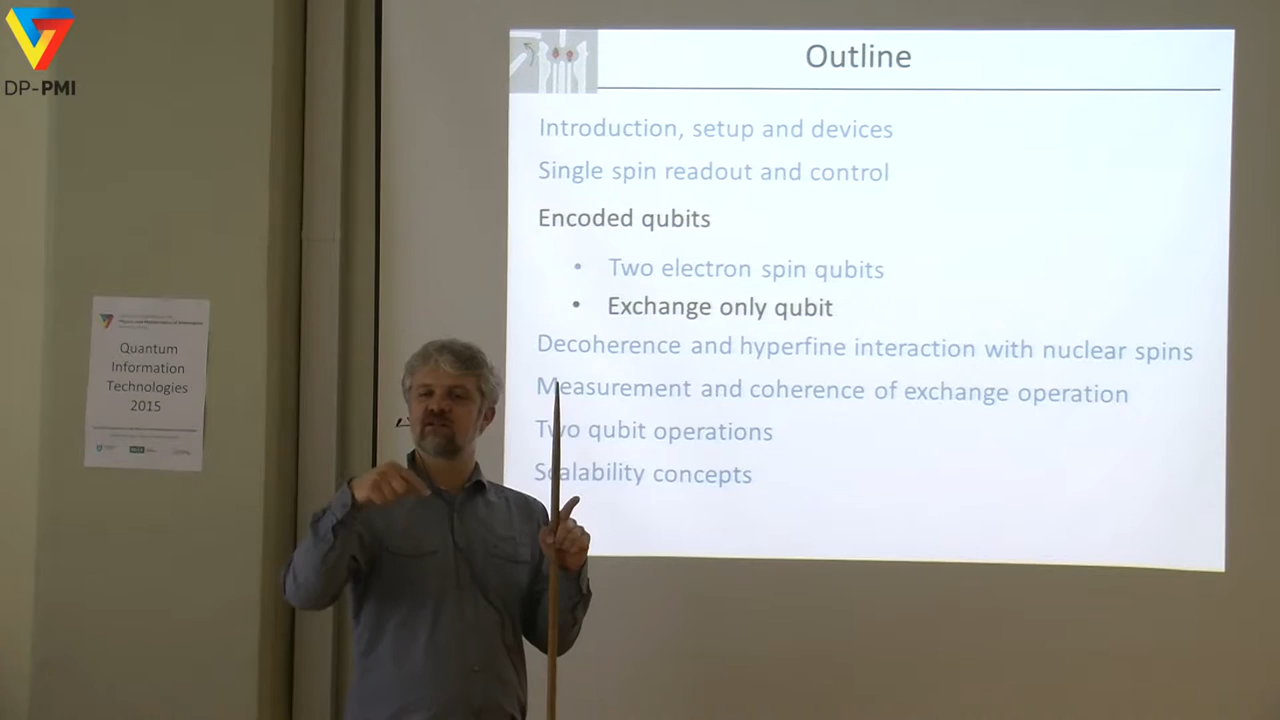 DP-PMI
Outline
Introduction, setup and devices
Single spin readout and control
Encoded qubits
• Two electron spin qubits
• Exchange only qubit
Decoherence and hyperfine interaction with nuclear spins
Measurement and coherence of exchange operation
Two qubit operations
Scalability concepts
Quantum
Information
Technologies
2015